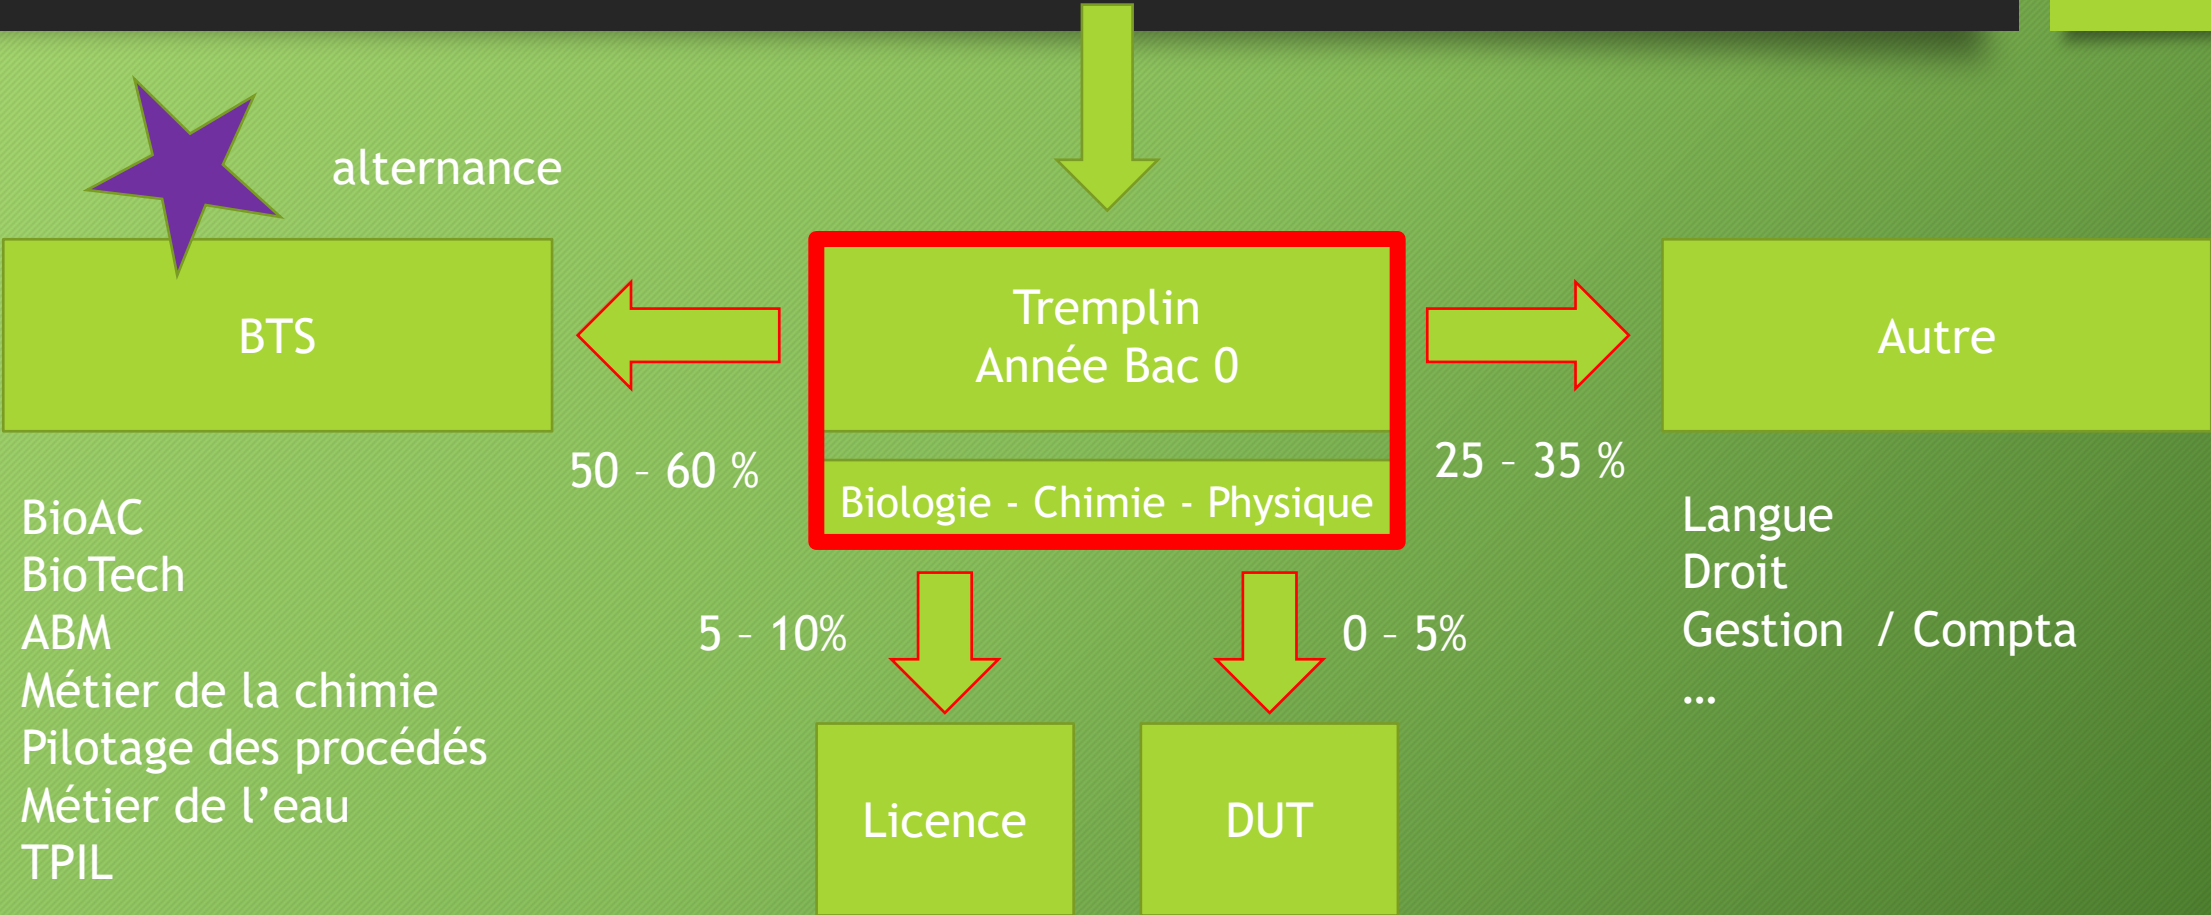 alternance
BTS
50 – 60 %
BioAC
BioTech
ABM
Métier de la chimie
Pilotage des procédés
Métier de l’eau
TPIL
Tremplin
Année Bac 0
Biologie - Chimie - Physique
5 – 10%
0 – 5%
Licence
DUT
Autre
25 – 35 %
Langue
Droit
Gestion / Compta
…